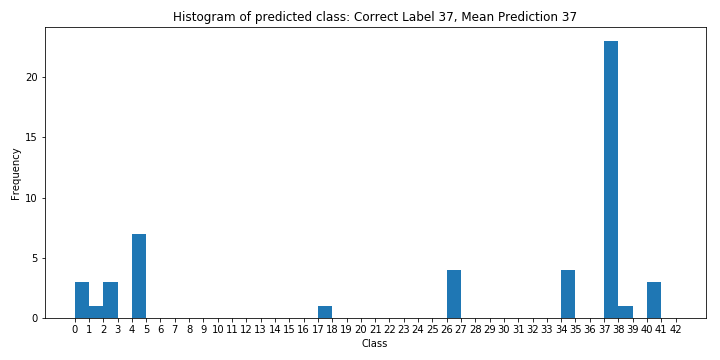 Histogram of predicted class: Correct Label 37, Mean Prediction 37
Frequency
20
15
10
5
0
0 1 2 3 4 5 6 7 8 9 10 11 12 13 14 15 16 17 18 19 20 21 22 23 24 25 26 27 28 29 30 31 32 33 34 35 36 37 38 39 40 41 42
Class